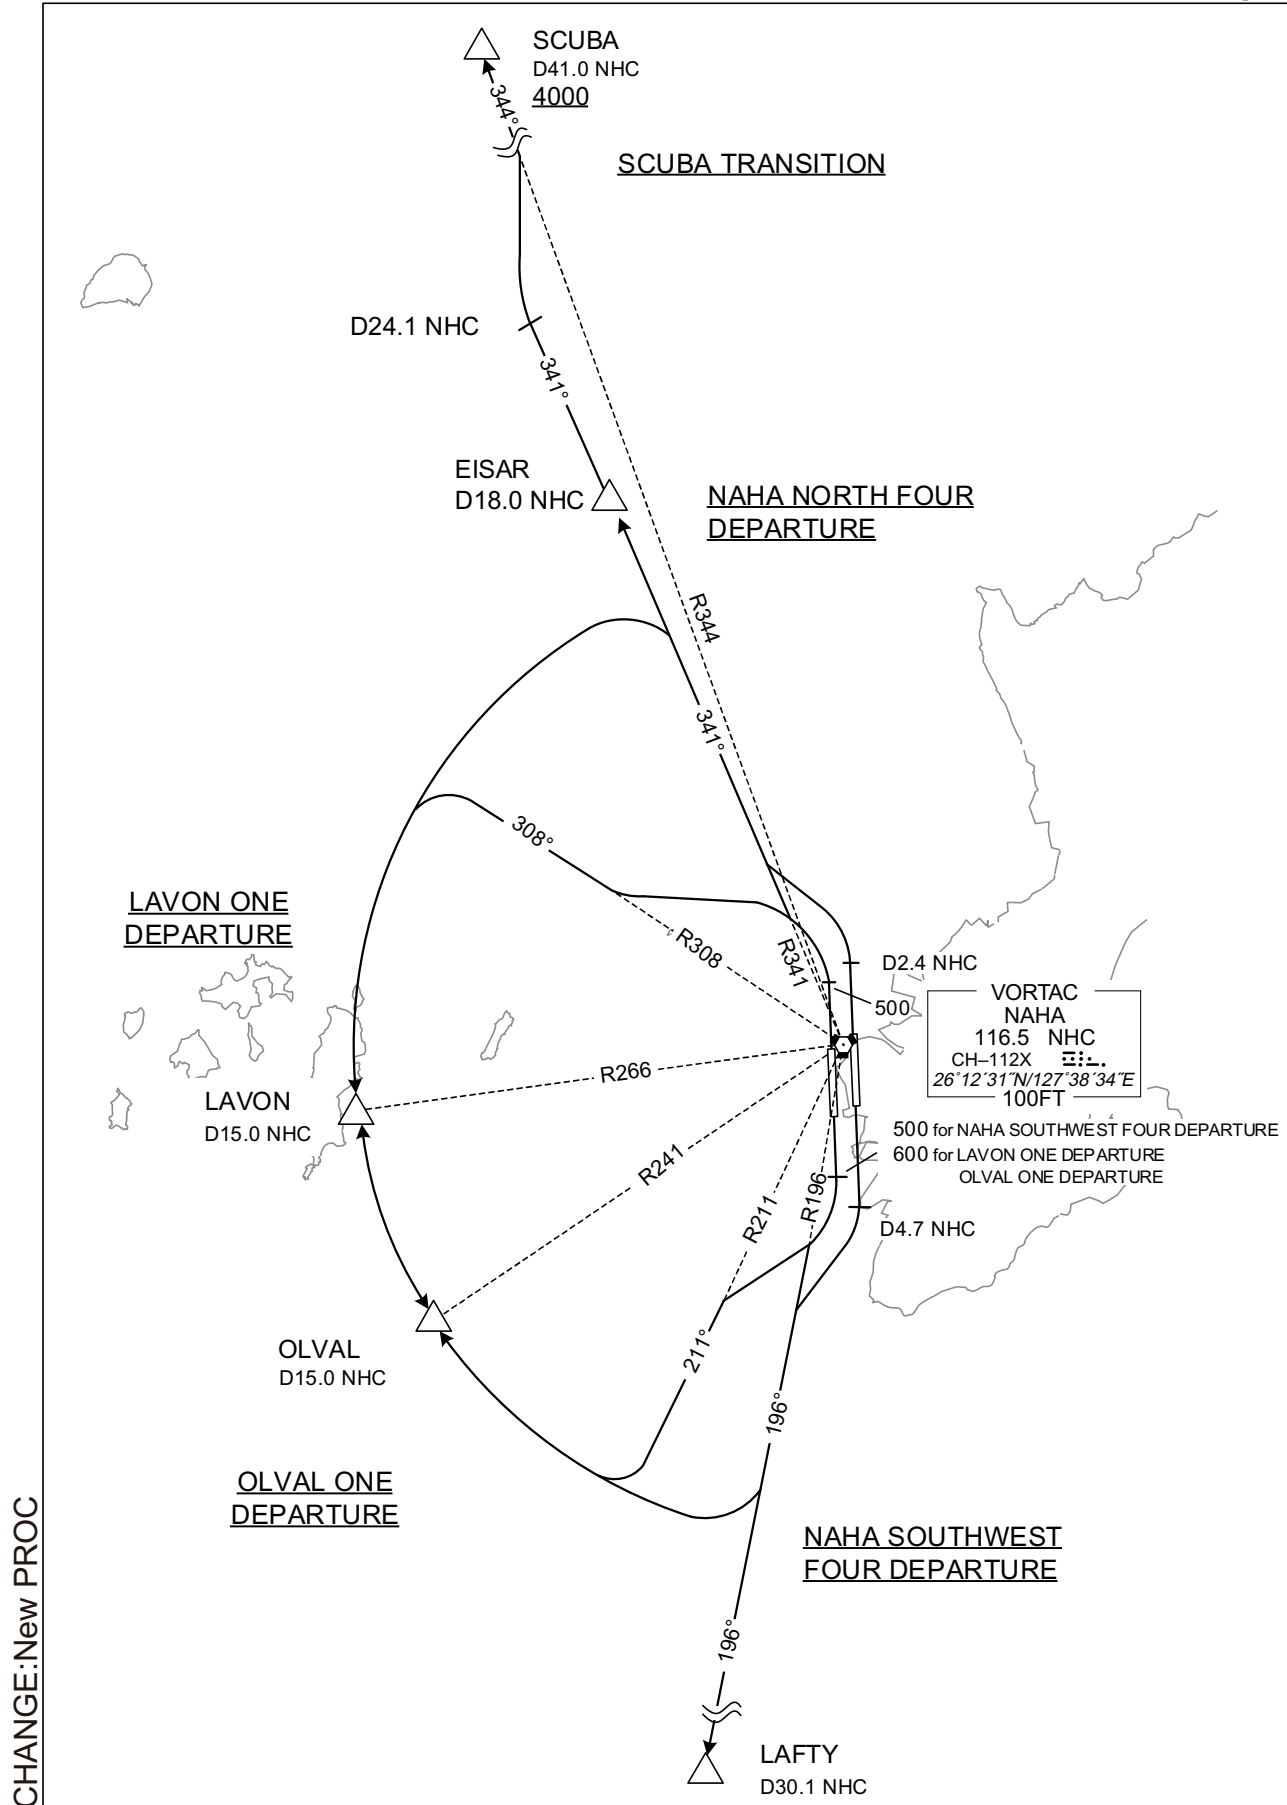 SCUBA
D41.0 NHC
4000
344°
SCUBA TRANSITION
D24.1 NHC
341°
EISAR
D18.0 NHC
NAHA NORTH FOUR
DEPARTURE
R344
341°
308°
LAVON ONE
DEPARTURE
R308
R341
D2.4 NHC
500
VORTAC
NAHA
116.5 NHC
CH–112X
26°12´31˝N/127°38´34˝E
100FT
R266
LAVON
D15.0 NHC
500 for NAHA SOUTHWEST FOUR DEPARTURE
600 for LAVON ONE DEPARTURE
OLVAL ONE DEPARTURE
R241
R211
R196
D4.7 NHC
OLVAL
D15.0 NHC
211°
196°
OLVAL ONE
DEPARTURE
NAHA SOUTHWEST
FOUR DEPARTURE
196°
LAFTY
D30.1 NHC
CHANGE:New PROC